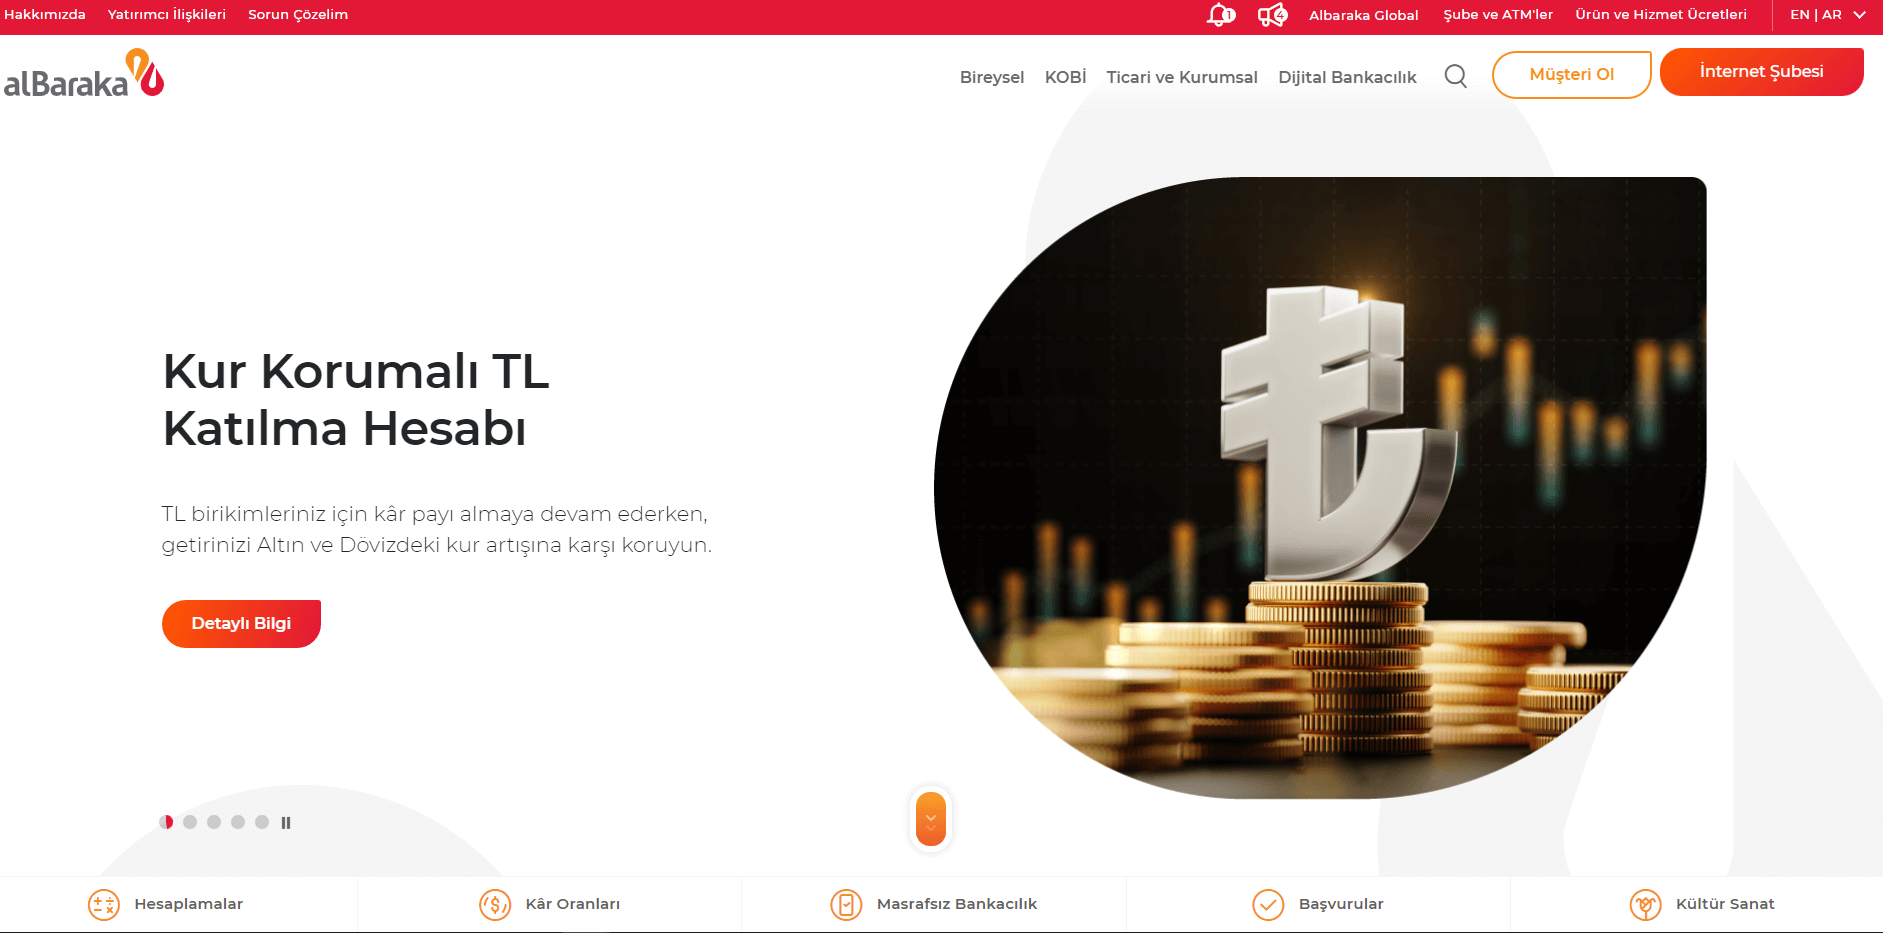 Hakkımızda Yatırımcı İlişkileri Sorun Çözelim 1 4 Albaraka Global Şube ve ATM'ler Ürün ve Hizmet Ücretleri EN | AR
alBaraka Bireysel KOBİ Ticari ve Kurumsal Dijital Bankacılık Müşteri Ol İnternet Şubesi
Kur Korumalı TL
Katılma Hesabı
TL birikimleriniz için kâr payı almaya devam ederken,
getirinizi Altın ve Dövizdeki kur artışına karşı koruyun.
Detaylı Bilgi
Hesaplamalar Kâr Oranları Masrafsız Bankacılık Başvurular Kültür Sanat